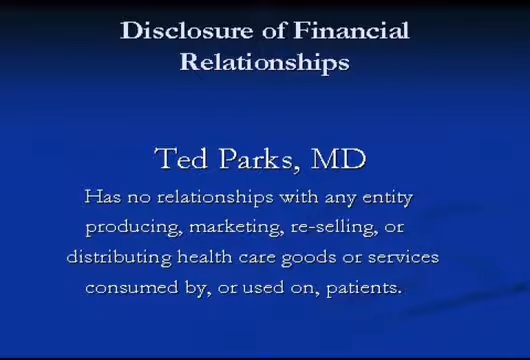 Disclosure of Financial
Relationships
Ted Parks, MD
Has no relationships with any entity
producing, marketing, re-selling, or
distributing health care goods or services
consumed by, or used on, patients.